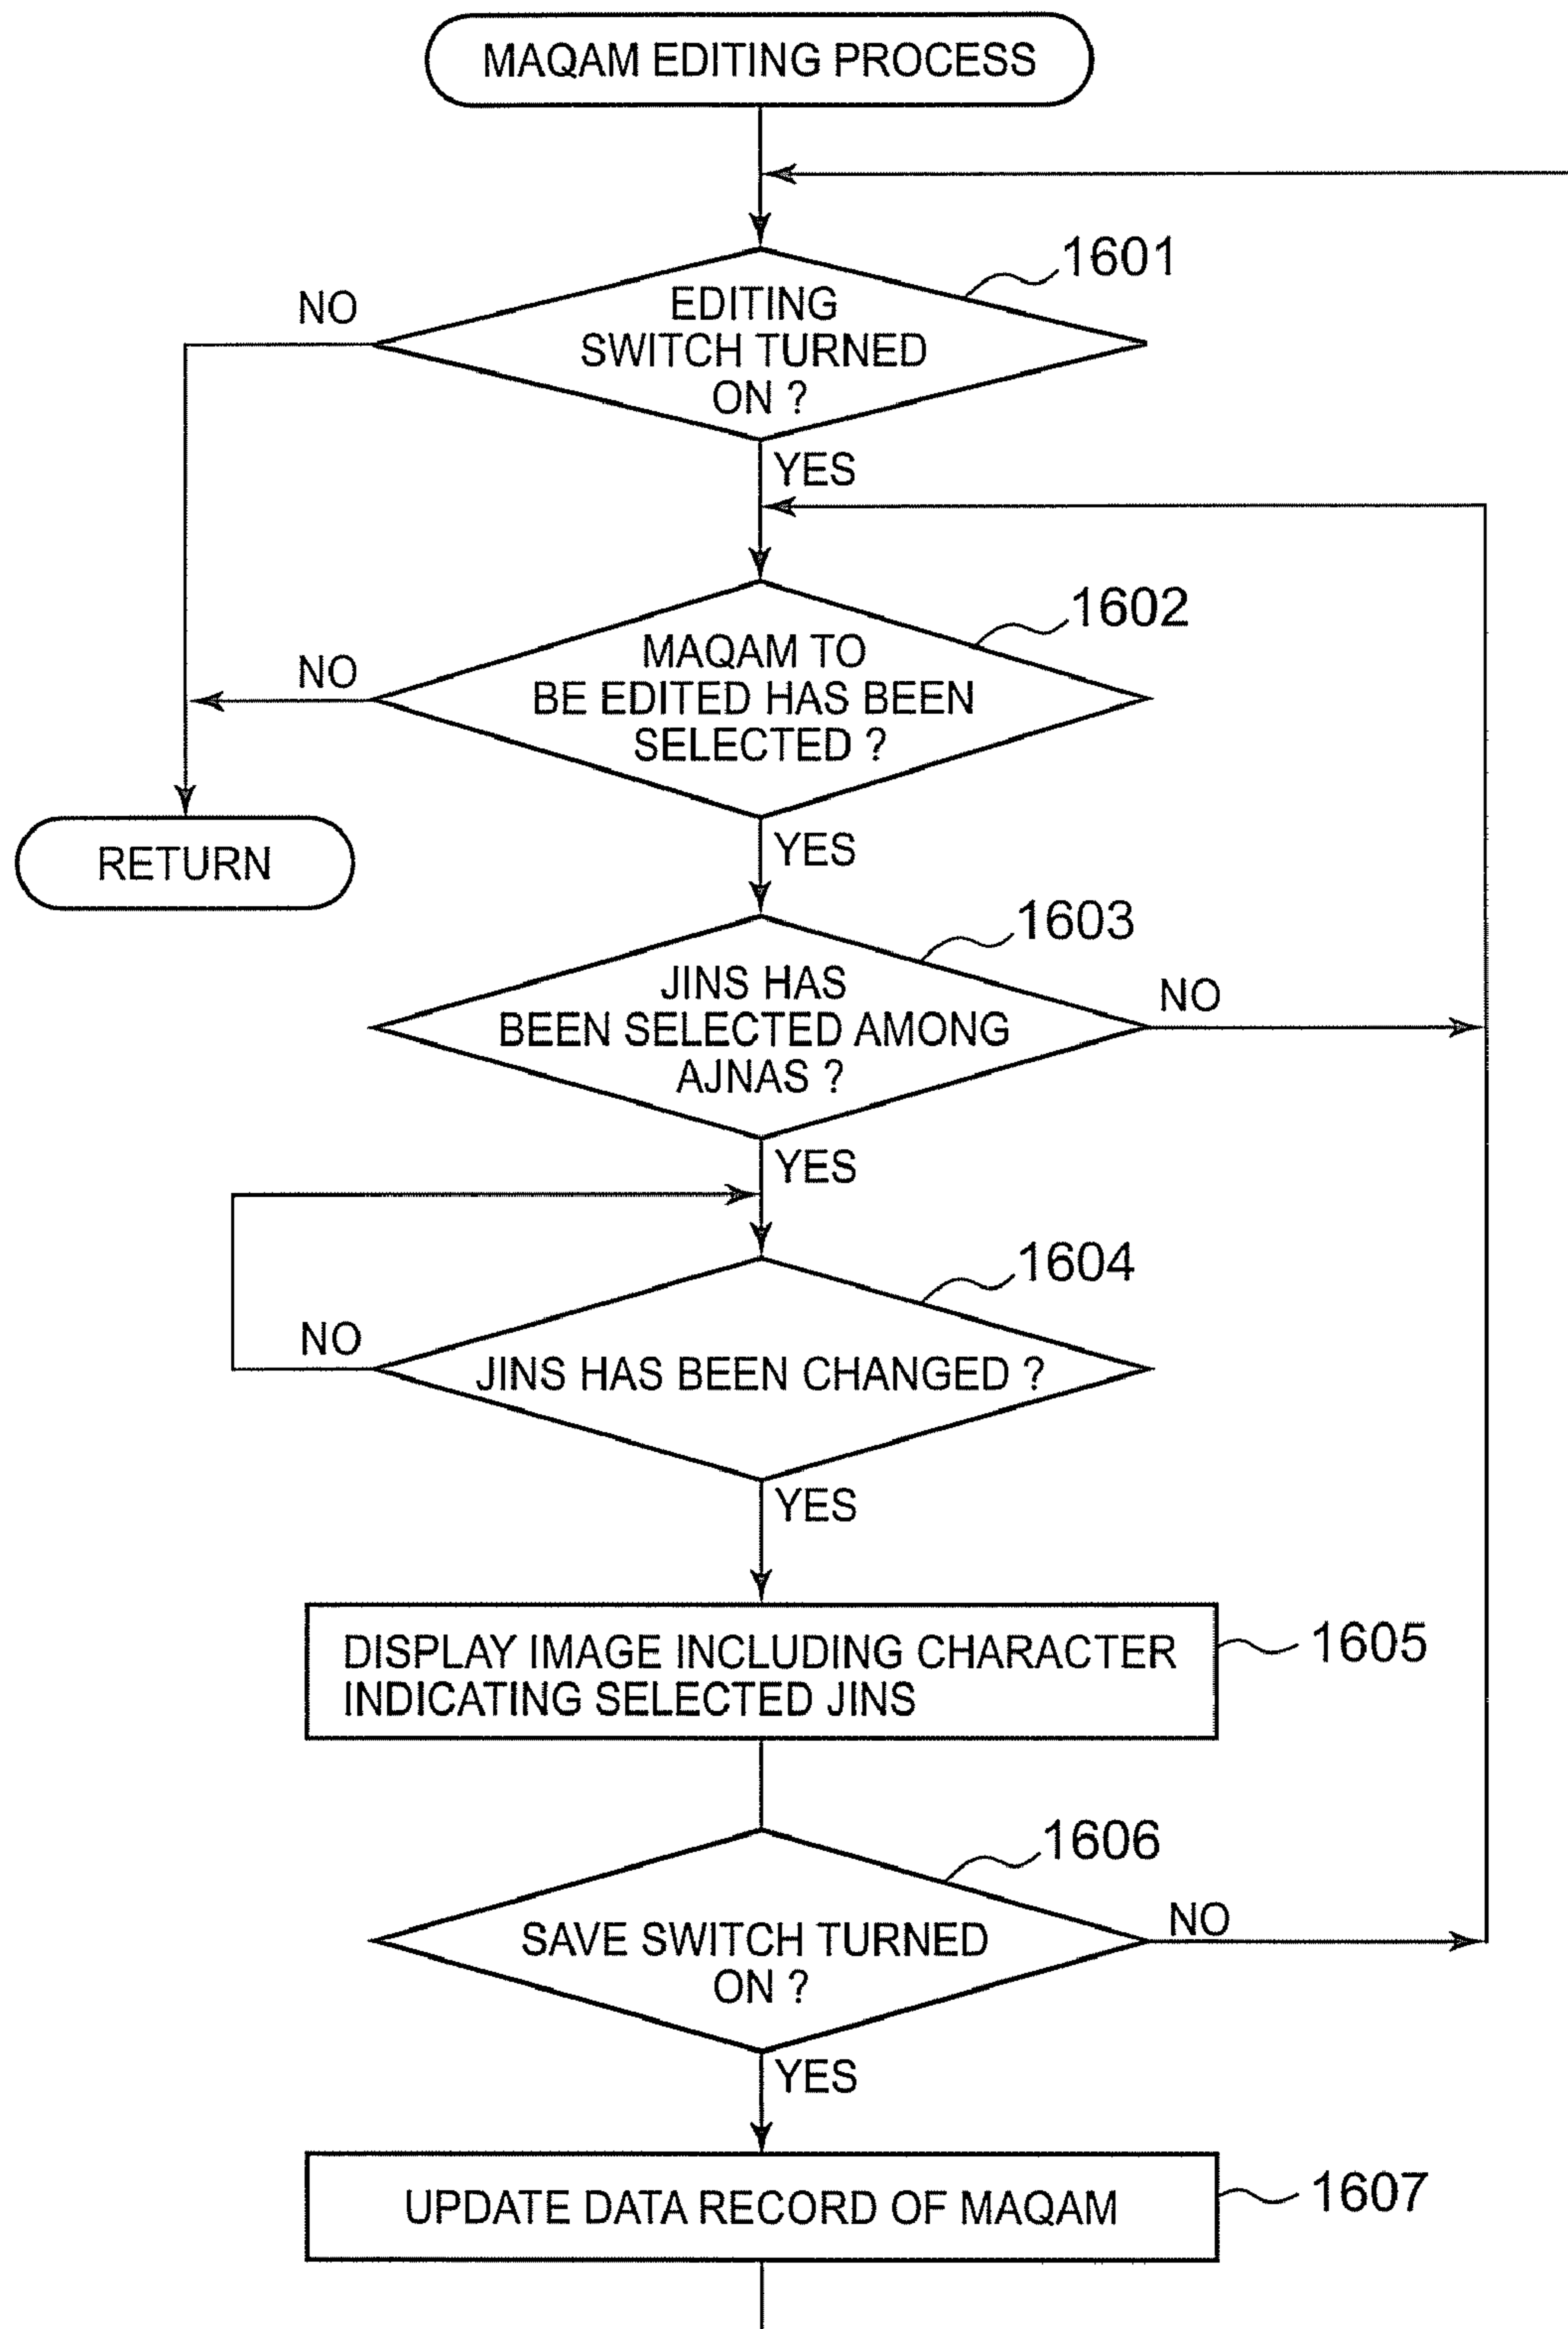 MAQAM EDITING PROCESS
1601
NO
EDITING
SWITCH TURNED
ON ?
YES
1602
MAQAM TO
NO
BE EDITED HAS BEEN
SELECTED ?
YES
RETURN
1603
JINS HAS
NO
BEEN SELECTED AMONG
AJNAS ?
YES
1604
NO
JINS HAS BEEN CHANGED ?
YES
DISPLAY IMAGE INCLUDING CHARACTER
INDICATING SELECTED JINS
1605
1606
NO
SAVE SWITCH TURNED
ON ?
YES
UPDATE DATA RECORD OF MAQAM
1607